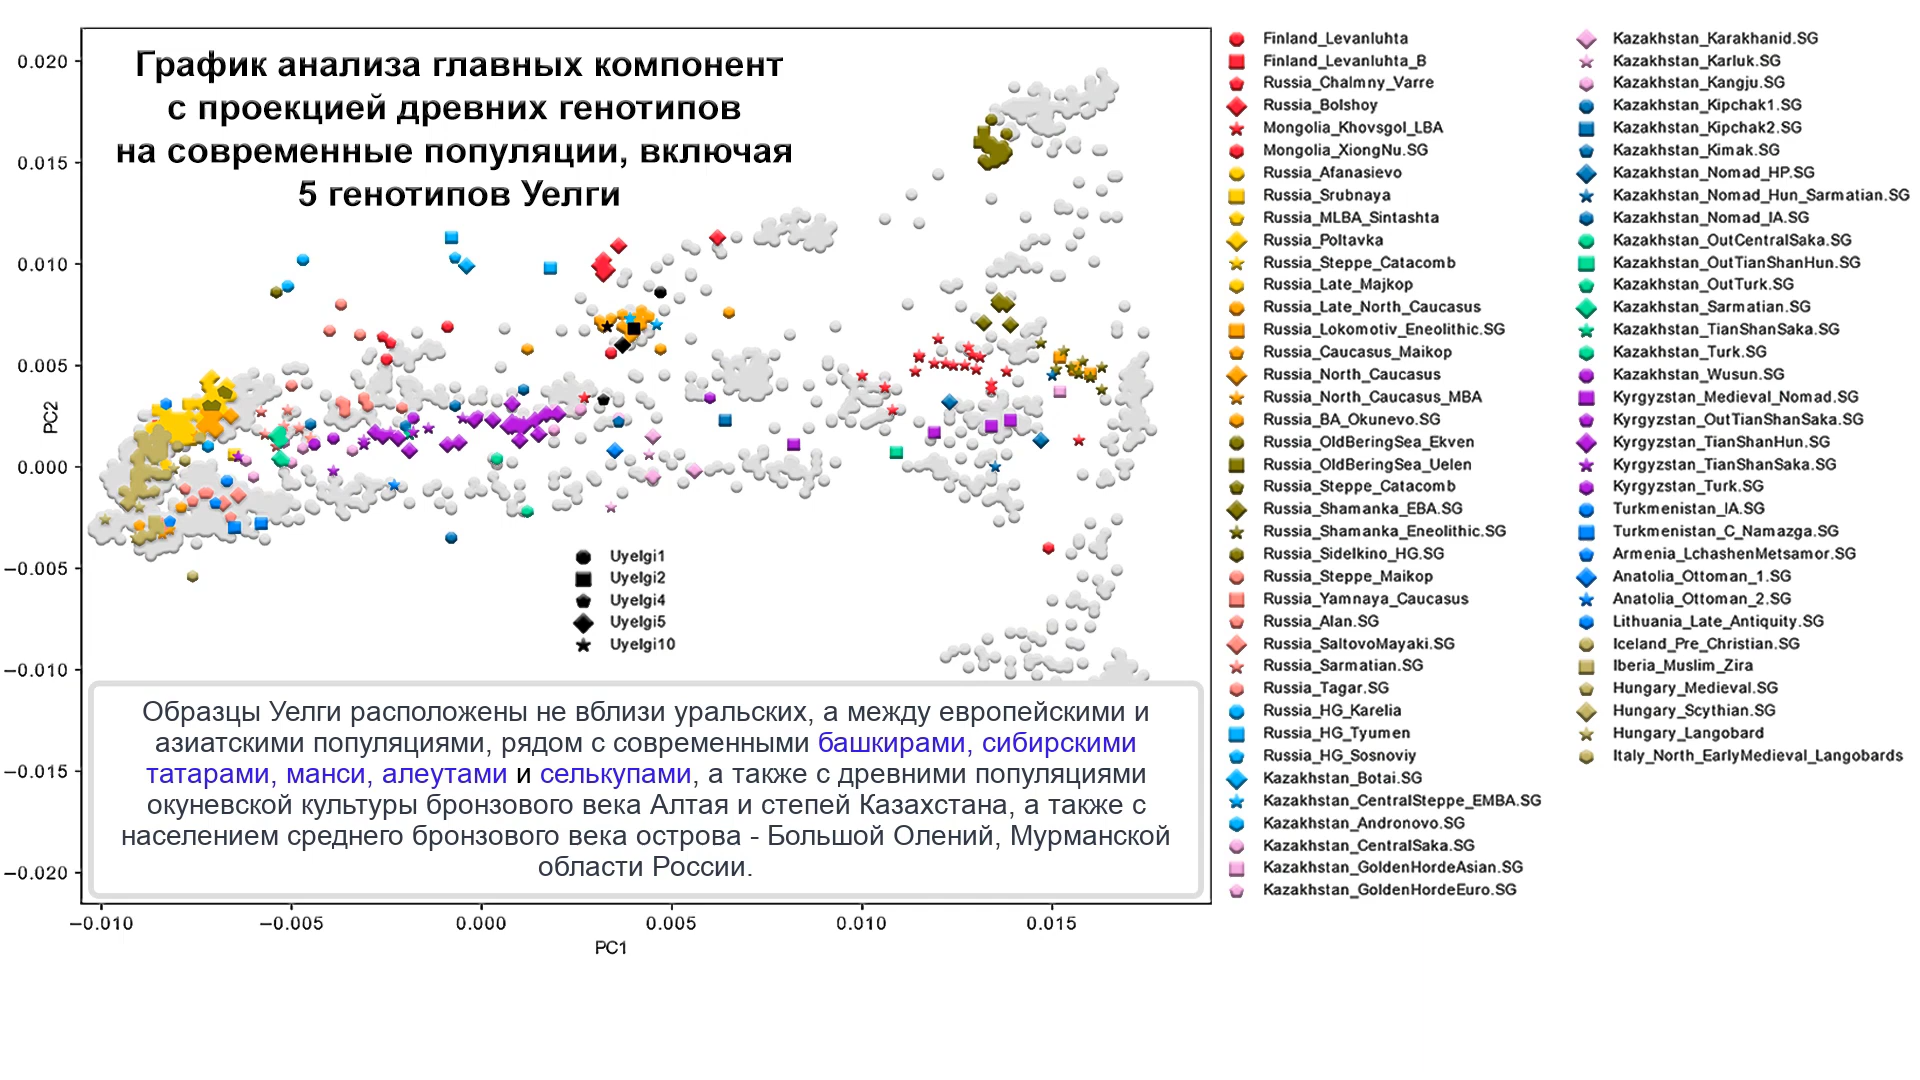 График анализа главных компонент
с проекцией древних генотипов
на современные популяции, включая
5 генотипов Уелги
0.020
0.015
0.010
0.005
0.000
−0.005
−0.010
−0.015
−0.020
PC2
−0.010
−0.005
0.000
0.005
0.010
0.015
PC1
Uyelgi1
Uyelgi2
Uyelgi4
Uyelgi5
Uyelgi10
Образцы Уелги расположены не вблизи уральских, а между европейскими и
азиатскими популяциями, рядом с современными башкирами, сибирскими
татарами, манси, алеутами и селькупами, а также с древними популяциями
окуневской культуры бронзового века Алтая и степей Казахстана, а также с
населением среднего бронзового века острова - Большой Олений, Мурманской
области России.
Finland_Levanluhta
Finland_Levanluhta_B
Russia_Chalmny_Varre
Russia_Bolshoy
Mongolia_Khovsgol_LBA
Mongolia_XiongNu.SG
Russia_Afanasievo
Russia_Srubnaya
Russia_MLBA_Sintashta
Russia_Poltavka
Russia_Steppe_Catacomb
Russia_Late_Majkop
Russia_Late_North_Caucasus
Russia_Lokomotiv_Eneolithic.SG
Russia_Caucasus_Maikop
Russia_North_Caucasus
Russia_North_Caucasus_MBA
Russia_BA_Okunevo.SG
Russia_OldBeringSea_Ekven
Russia_OldBeringSea_Uelen
Russia_Steppe_Catacomb
Russia_Shamanka_EBA.SG
Russia_Shamanka_Eneolithic.SG
Russia_Sidelkino_HG.SG
Russia_Steppe_Maikop
Russia_Yamnaya_Caucasus
Russia_Alan.SG
Russia_SaltovoMayaki.SG
Russia_Sarmatian.SG
Russia_Tagar.SG
Russia_HG_Karelia
Russia_HG_Tyumen
Russia_HG_Sosnoviy
Kazakhstan_Botai.SG
Kazakhstan_CentralSteppe_EMBA.SG
Kazakhstan_Andronovo.SG
Kazakhstan_CentralSaka.SG
Kazakhstan_GoldenHordeAsian.SG
Kazakhstan_GoldenHordeEuro.SG
Kazakhstan_Karakhanid.SG
Kazakhstan_Karluk.SG
Kazakhstan_Kangju.SG
Kazakhstan_Kipchak1.SG
Kazakhstan_Kipchak2.SG
Kazakhstan_Kimak.SG
Kazakhstan_Nomad_HP.SG
Kazakhstan_Nomad_Hun_Sarmatian.SG
Kazakhstan_Nomad_IA.SG
Kazakhstan_OutCentralSaka.SG
Kazakhstan_OutTianShanHun.SG
Kazakhstan_OutTurk.SG
Kazakhstan_Sarmatian.SG
Kazakhstan_TianShanSaka.SG
Kazakhstan_Turk.SG
Kazakhstan_Wusun.SG
Kyrgyzstan_Medieval_Nomad.SG
Kyrgyzstan_OutTianShanSaka.SG
Kyrgyzstan_TianShanHun.SG
Kyrgyzstan_TianShanSaka.SG
Kyrgyzstan_Turk.SG
Turkmenistan_IA.SG
Turkmenistan_C_Namazga.SG
Armenia_LchashenMetsamor.SG
Anatolia_Ottoman_1.SG
Anatolia_Ottoman_2.SG
Lithuania_Late_Antiquity.SG
Iceland_Pre_Christian.SG
Iberia_Muslim_Zira
Hungary_Medieval.SG
Hungary_Scythian.SG
Hungary_Langobard
Italy_North_EarlyMedieval_Langobards